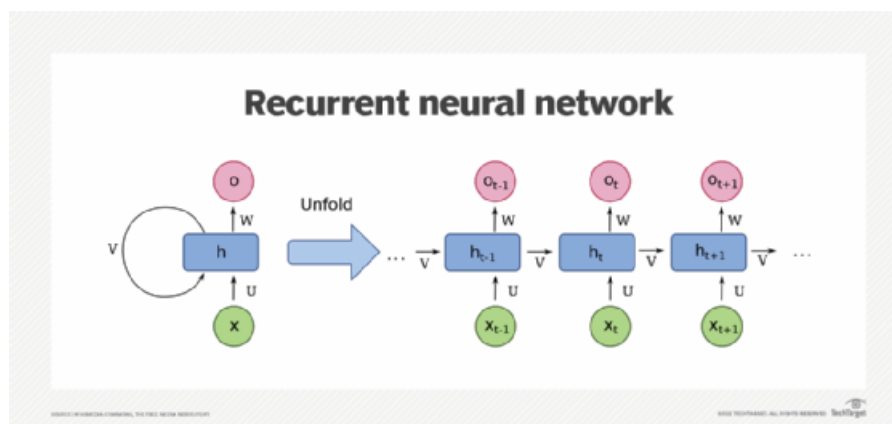 Recurrent neural network
o oₜ₋₁ oₜ oₜ₊₁
Unfold
W W W W
V h ... V hₜ₋₁ V hₜ V hₜ₊₁ V ...
U U U U
x xₜ₋₁ xₜ xₜ₊₁
TechTarget